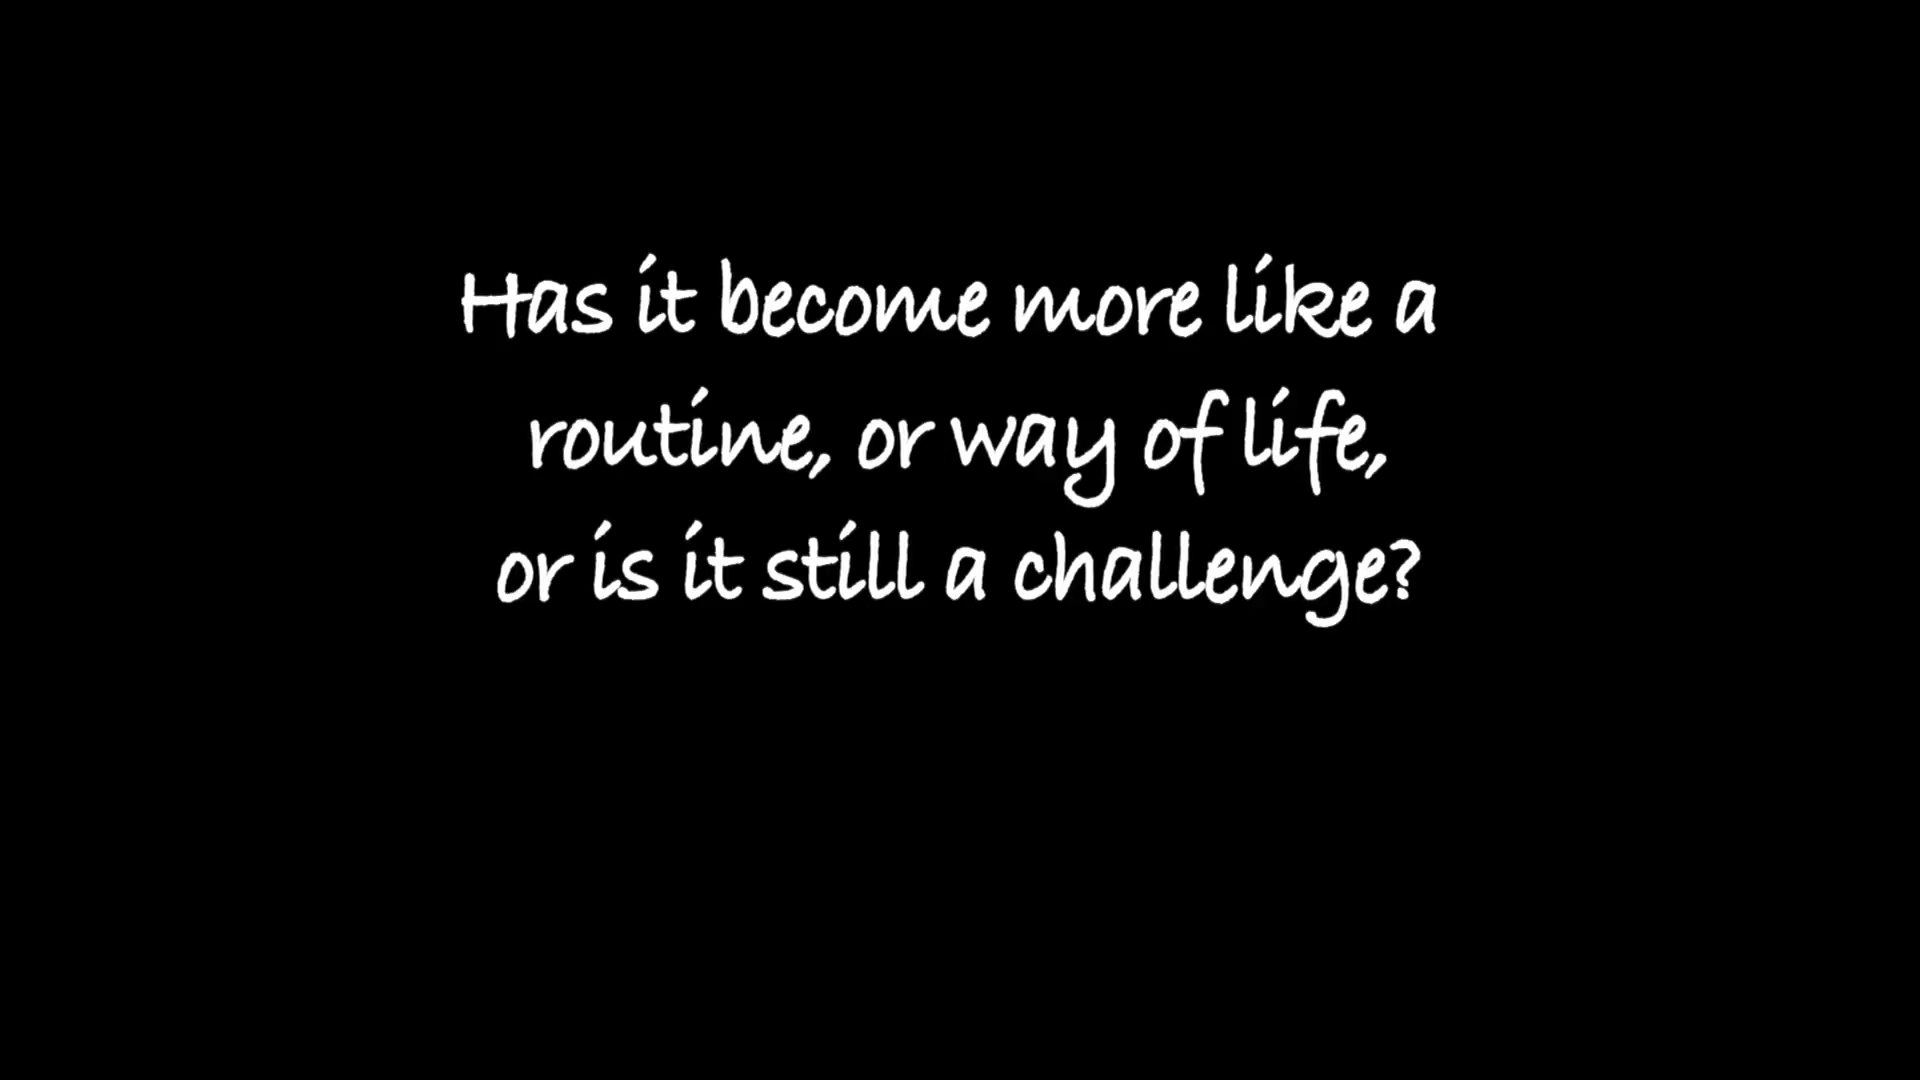 Has it become more like a
routine, or way of life,
or is it still a challenge?